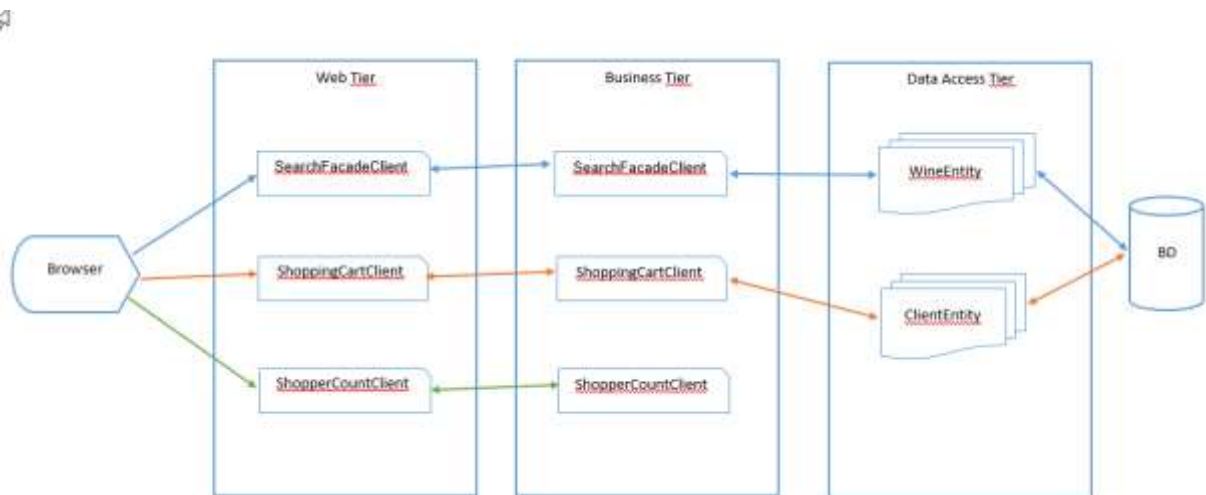 Web Tier
Business Tier
Data Access Tier
SearchFacadeClient
SearchFacadeClient
WineEntity
Browser
ShoppingCartClient
ShoppingCartClient
BD
ClientEntity
ShopperCountClient
ShopperCountClient